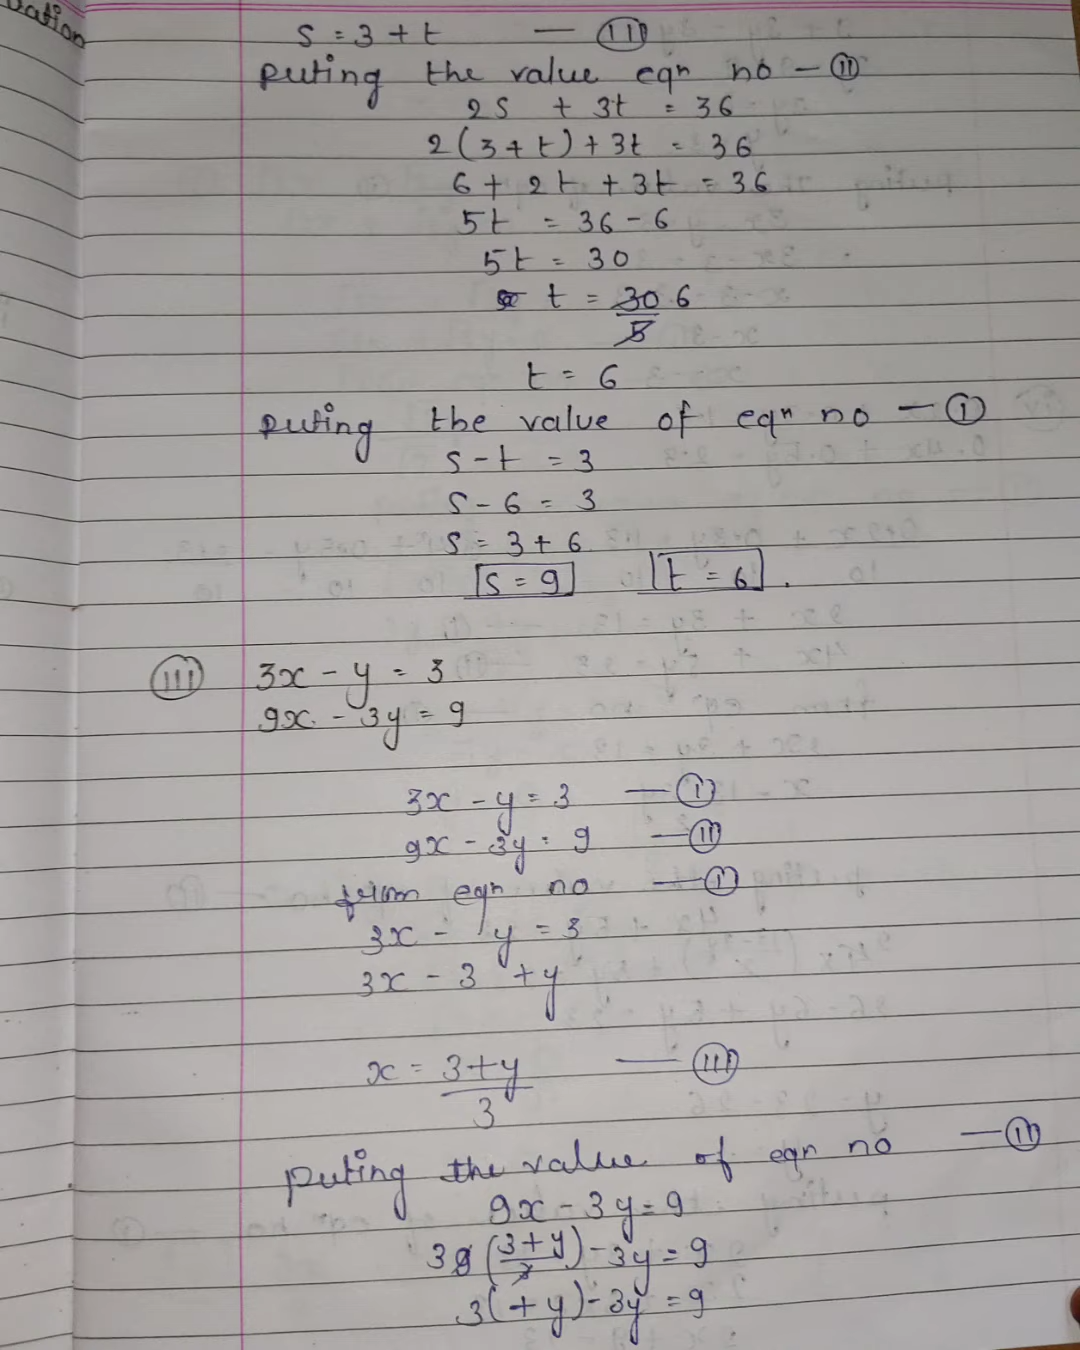 uation
s = 3 + t — (III)
puting the value eqn no — (II)
2s + 3t = 36
2(3 + t) + 3t = 36
6 + 2t + 3t = 36
5t = 36 - 6
5t = 30
t = 30/5 6
t = 6
puting the value of eqn no — (I)
s - t = 3
s - 6 = 3
s = 3 + 6
s = 9 t = 6.
(III) 3x - y = 3
9x - 3y = 9
3x - y = 3 — (I)
9x - 3y = 9 — (II)
from eqn no — (I)
3x - y = 3
3x - 3 + y
x = 3+y/3 — (III)
puting the value of eqn no — (II)
9x - 3y = 9
3 9(3+y/3) - 3y = 9
3( + y) - 3y = 9